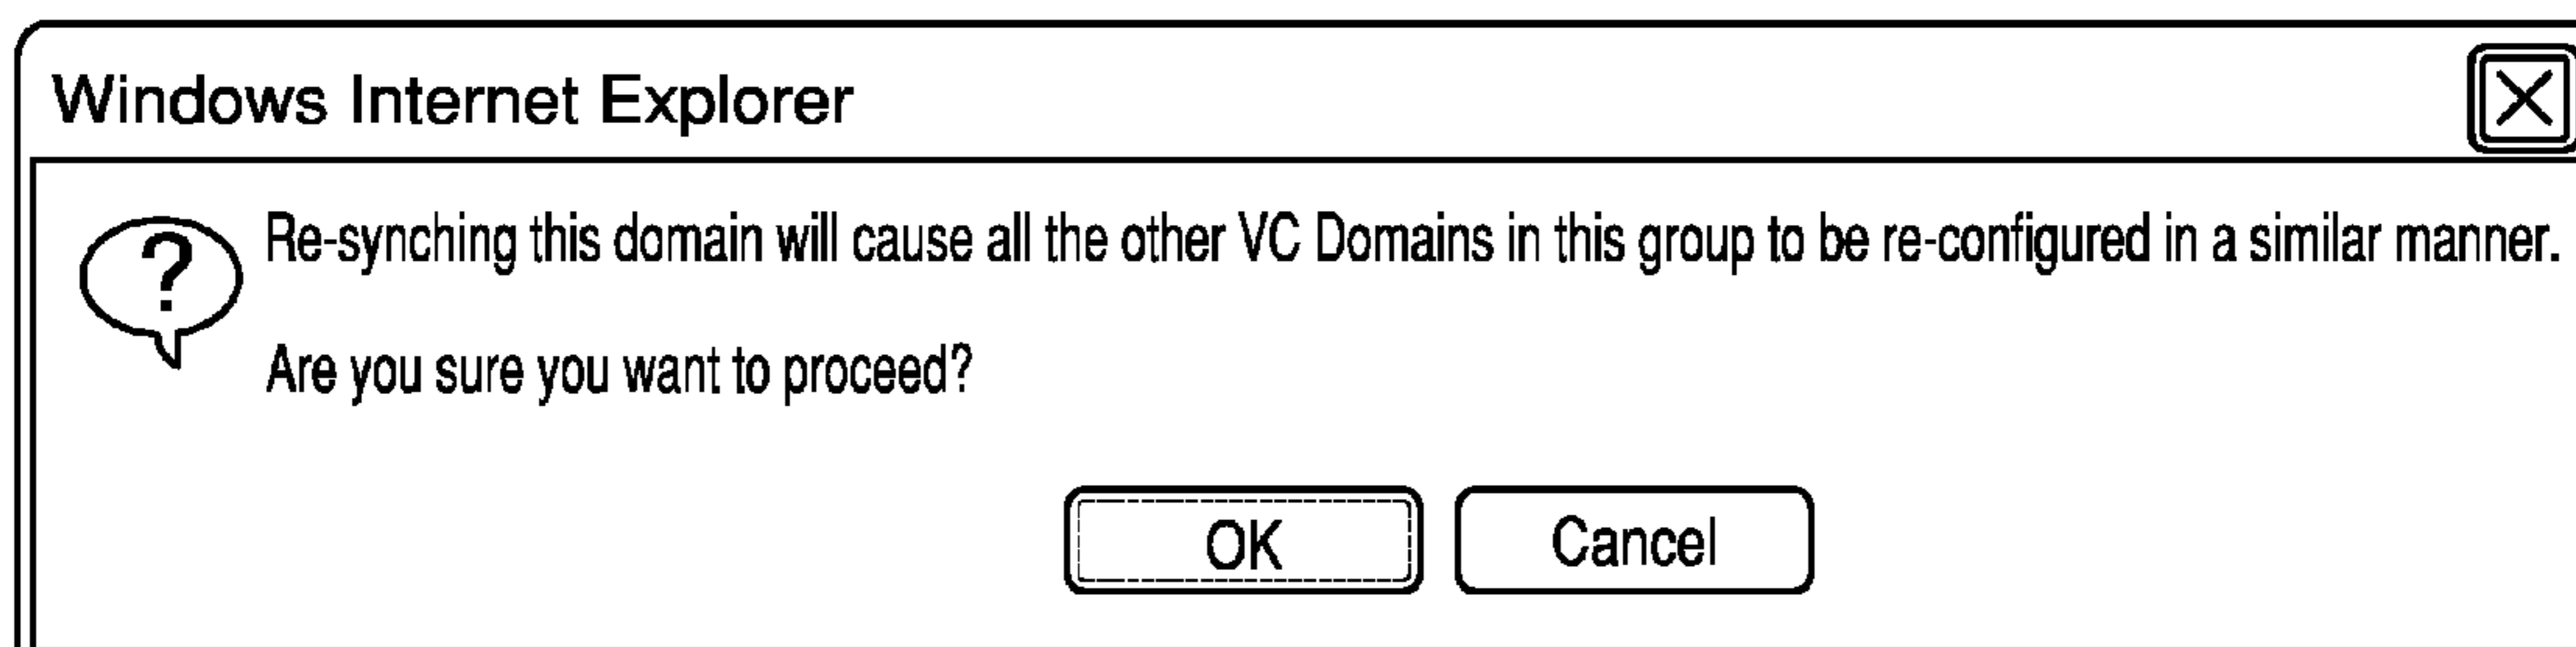 Windows Internet Explorer
?
Re-synching this domain will cause all the other VC Domains in this group to be re-configured in a similar manner.
Are you sure you want to proceed?
OK
Cancel